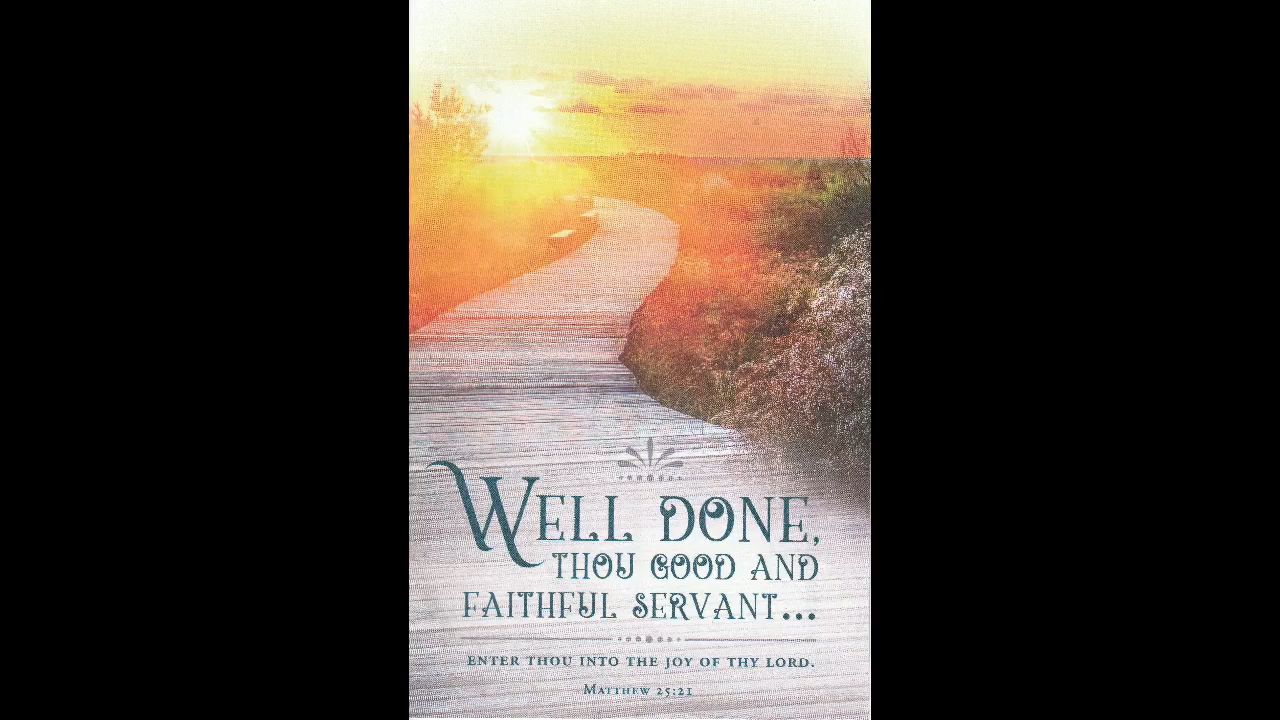 WELL DONE,
THOU GOOD AND
FAITHFUL SERVANT...
ENTER THOU INTO THE JOY OF THY LORD.
MATTHEW 25:21